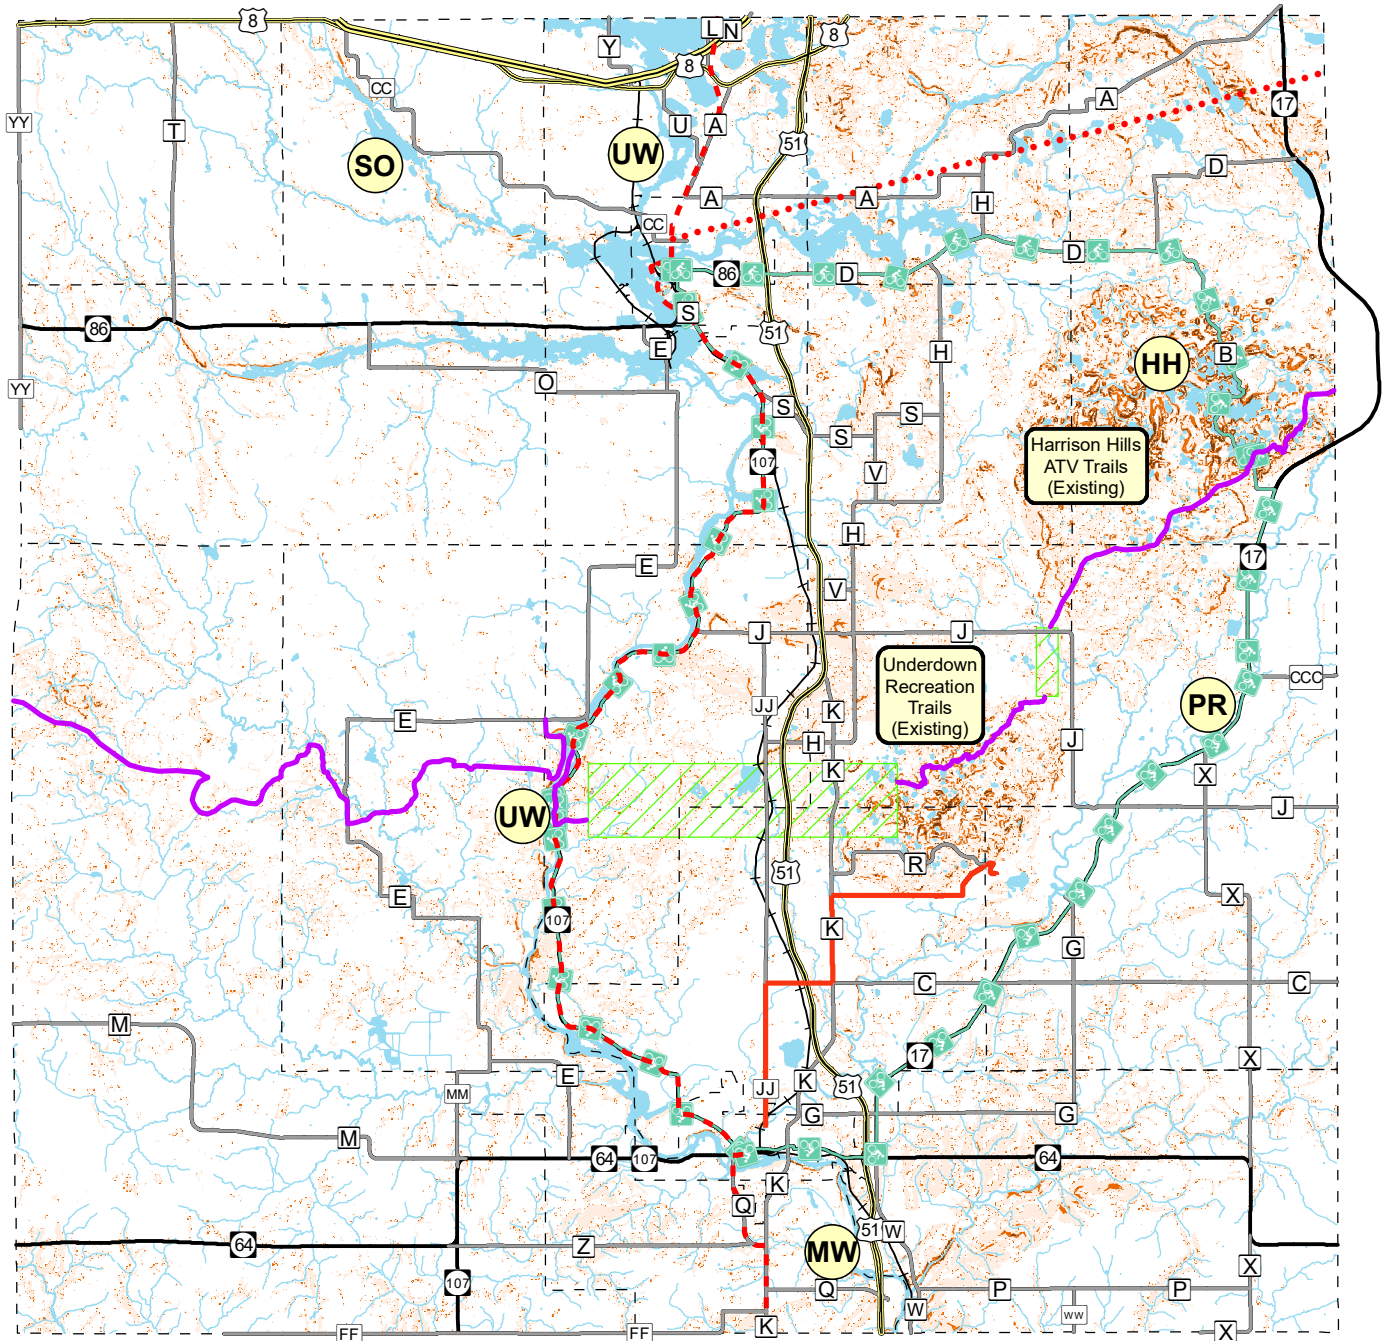 8
L
N
Y
8
8
CC
A
17
YY
T
U
A
51
SO
UW
D
A
A
H
CC
D
86
D
S
86
51
E
H
B
HH
YY
O
S
S
S
Harrison Hills
ATV Trails
(Existing)
107
V
H
17
E
V
J
J
Underdown
Recreation
Trails
(Existing)
CCC
JJ
K
PR
E
H
J
K
X
UW
J
51
R
E
X
107
K
G
C
C
M
17
X
E
K
51
MM
JJ
G
G
M
64
107
64
K
Q
51
W
64
Z
MW
X
107
Q
P
P
W
WW
FF
FF
K
X